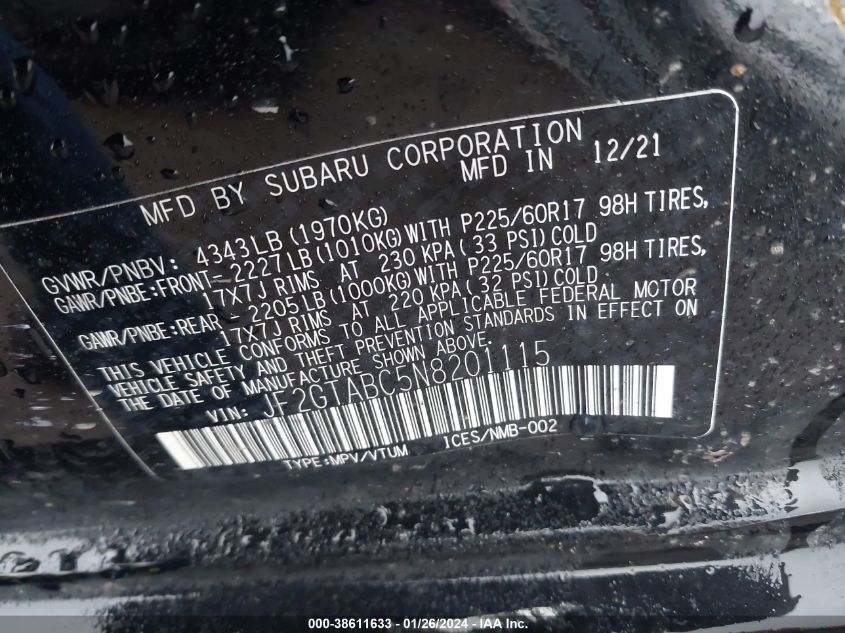 MFD BY SUBARU CORPORATION
MFD IN 12/21
GVWR/PNBV: 4343LB (1970KG)
GAWR/PNBE:FRONT- 2227LB (1010KG) WITH P225/60R17 98H TIRES,
17X7J RIMS AT 230 KPA (33 PSI) COLD
GAWR/PNBE:REAR - 2205LB (1000KG) WITH P225/60R17 98H TIRES,
17X7J RIMS AT 220 KPA (32 PSI) COLD.
THIS VEHICLE CONFORMS TO ALL APPLICABLE FEDERAL MOTOR
VEHICLE SAFETY AND THEFT PREVENTION STANDARDS IN EFFECT ON
THE DATE OF MANUFACTURE SHOWN ABOVE.
VIN: JF2GTABC5N8201115
TYPE:MPV/VTUM ICES/NMB-002
000-38611633 - 01/26/2024 - IAA Inc.